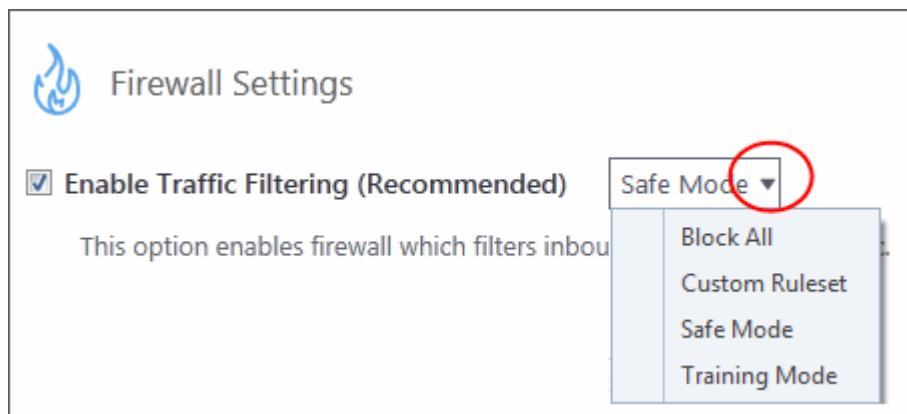 Firewall Settings
Enable Traffic Filtering (Recommended) Safe Mode
This option enables firewall which filters
Block All
Custom Ruleset
Safe Mode
Training Mode